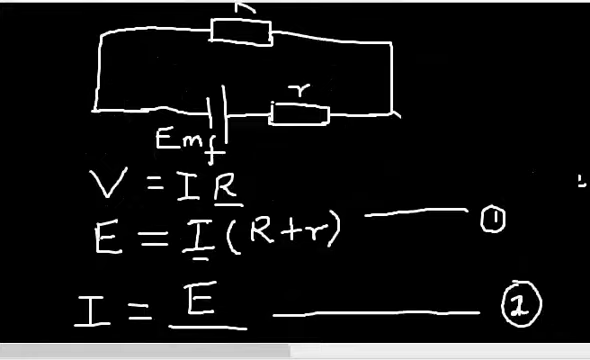 r
Emf
V = I R
E = I (R+r) ①
I = E ②